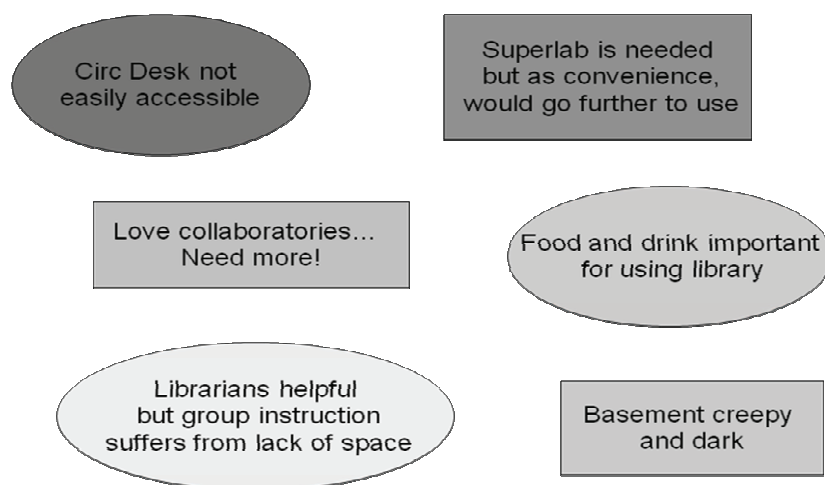 Circ Desk not
easily accessible
Superlab is needed
but as convenience,
would go further to use
Love collaboratories...
Need more!
Food and drink important
for using library
Librarians helpful
but group instruction
suffers from lack of space
Basement creepy
and dark